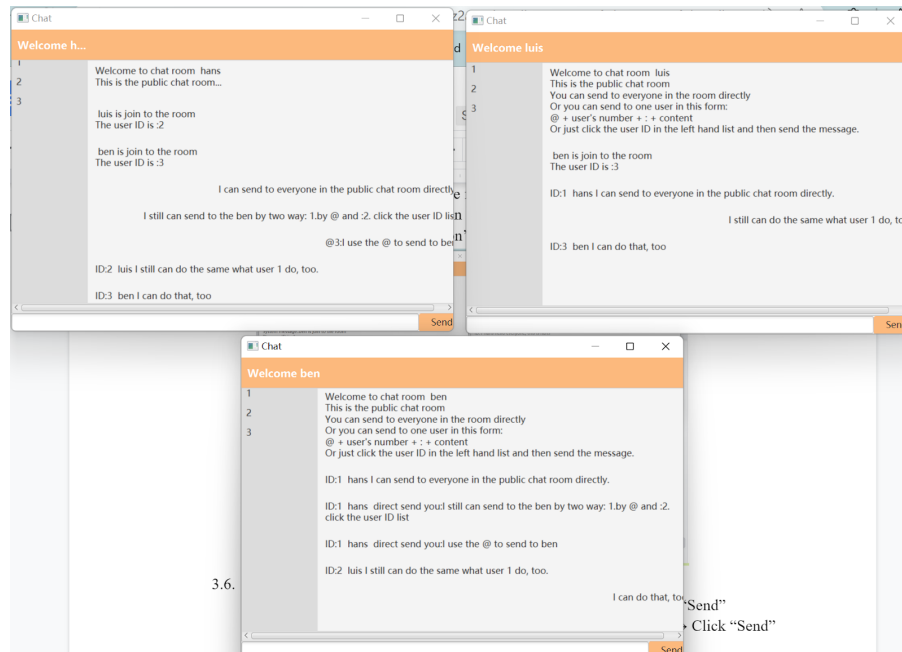 Chat
Welcome h...
1
2
3
Welcome to chat room  hans
This is the public chat room...
luis is join to the room
The user ID is :2
ben is join to the room
The user ID is :3
I can send to everyone in the public chat room directly
I still can send to the ben by two way: 1.by @ and :2. click the user ID lis
@3:I use the @ to send to ben
ID:2  luis I still can do the same what user 1 do, too.
ID:3  ben I can do that, too
Send
Chat
Welcome luis
1
2
3
Welcome to chat room  luis
This is the public chat room
You can send to everyone in the room directly
Or you can send to one user in this form:
@ + user's number + : + content
Or just click the user ID in the left hand list and then send the message.
ben is join to the room
The user ID is :3
ID:1  hans I can send to everyone in the public chat room directly.
I still can do the same what user 1 do, to
ID:3  ben I can do that, too
Sen
Chat
Welcome ben
1
2
3
Welcome to chat room  ben
This is the public chat room
You can send to everyone in the room directly
Or you can send to one user in this form:
@ + user's number + : + content
Or just click the user ID in the left hand list and then send the message.
ID:1  hans I can send to everyone in the public chat room directly.
ID:1  hans  direct send you:I still can send to the ben by two way: 1.by @ and :2.
click the user ID list
ID:1  hans  direct send you:I use the @ to send to ben
ID:2  luis I still can do the same what user 1 do, too.
I can do that, too
Send
3.6.
"Send"
Click "Send"